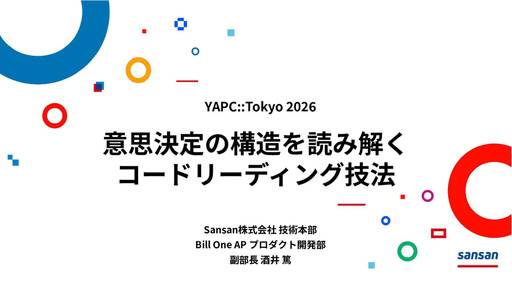 YAPC::Tokyo 2026
意思決定の構造を読み解く
コードリーディング技法
Sansan株式会社 技術本部
Bill One AP プロダクト開発部
副部長 酒井 篤
sansan